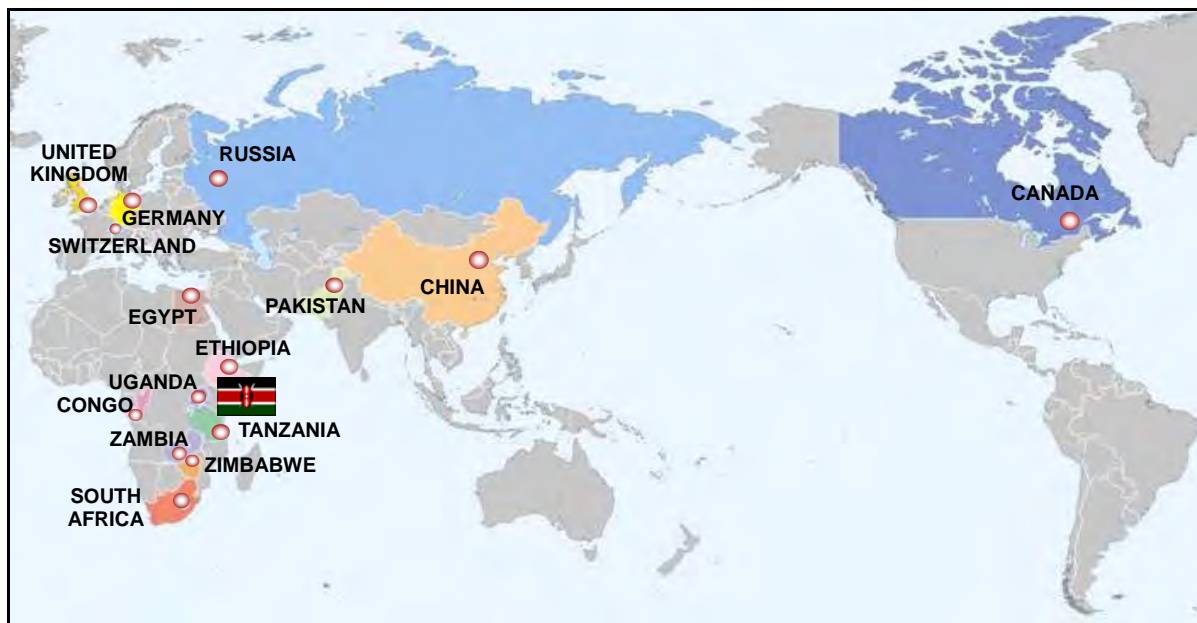 UNITED
KINGDOM
RUSSIA
CANADA
GERMANY
SWITZERLAND
CHINA
PAKISTAN
EGYPT
ETHIOPIA
UGANDA
CONGO
TANZANIA
ZAMBIA
ZIMBABWE
SOUTH
AFRICA